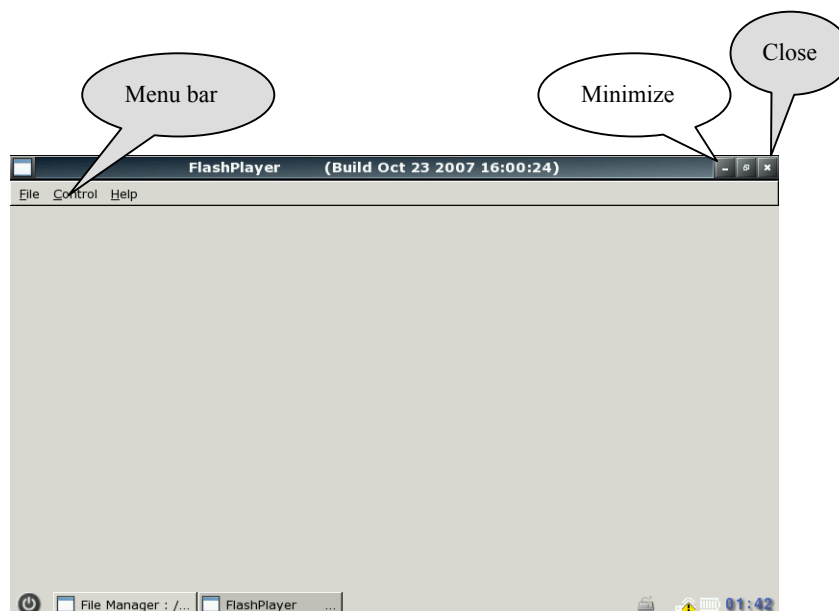 Close
Menu bar
Minimize
FlashPlayer (Build Oct 23 2007 16:00:24)
File Control Help
File Manager : /... FlashPlayer ... 01:42